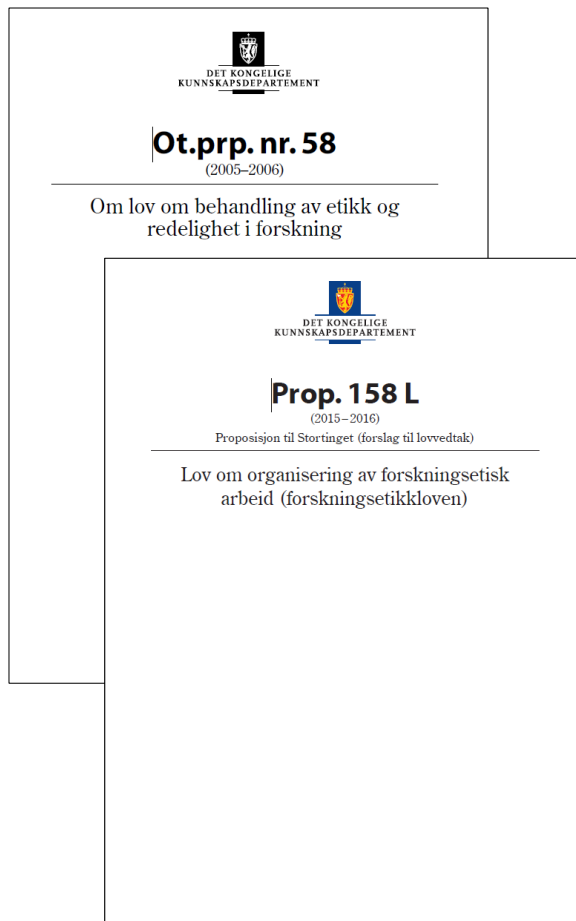 DET KONGELIGE
KUNNSKAPSDEPARTEMENT
Ot.prp. nr. 58
(2005–2006)
Om lov om behandling av etikk og
redelighet i forskning
DET KONGELIGE
KUNNSKAPSDEPARTEMENT
Prop. 158 L
(2015–2016)
Proposisjon til Stortinget (forslag til lovvedtak)
Lov om organisering av forskningsetisk
arbeid (forskningsetikkloven)